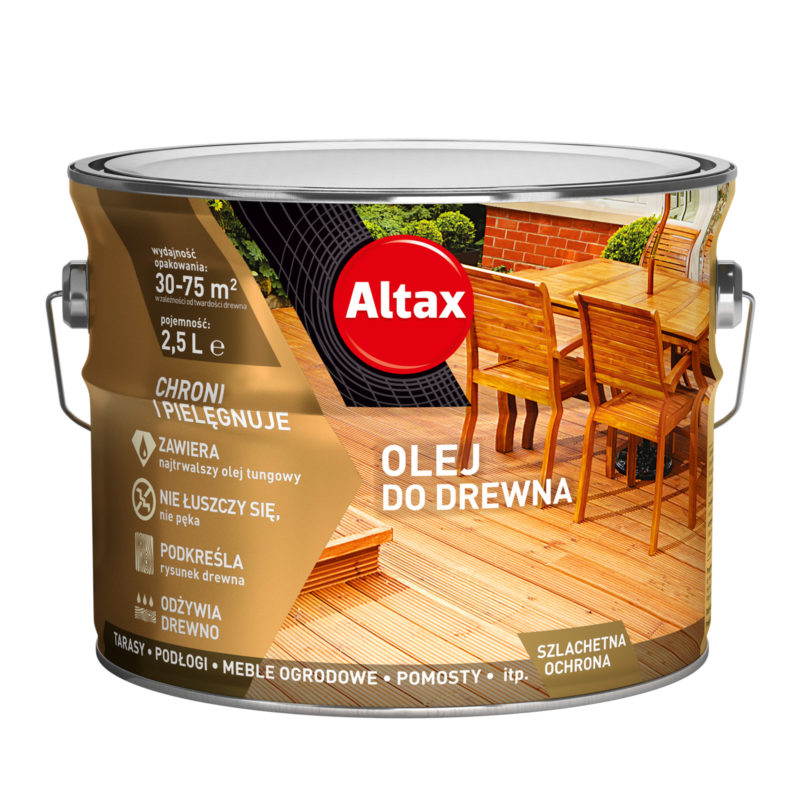 wydajność
opakowania:
30-75 m²
w zależności od twardości drewna
pojemność:
2,5 L ℮
Altax
CHRONI
I PIELĘGNUJE
ZAWIERA
najtrwalszy olej tungowy
NIE ŁUSZCZY SIĘ,
nie pęka
PODKREŚLA
rysunek drewna
ODŻYWIA
DREWNO
OLEJ
DO DREWNA
SZLACHETNA
OCHRONA
TARASY • PODŁOGI • MEBLE OGRODOWE • POMOSTY • itp.